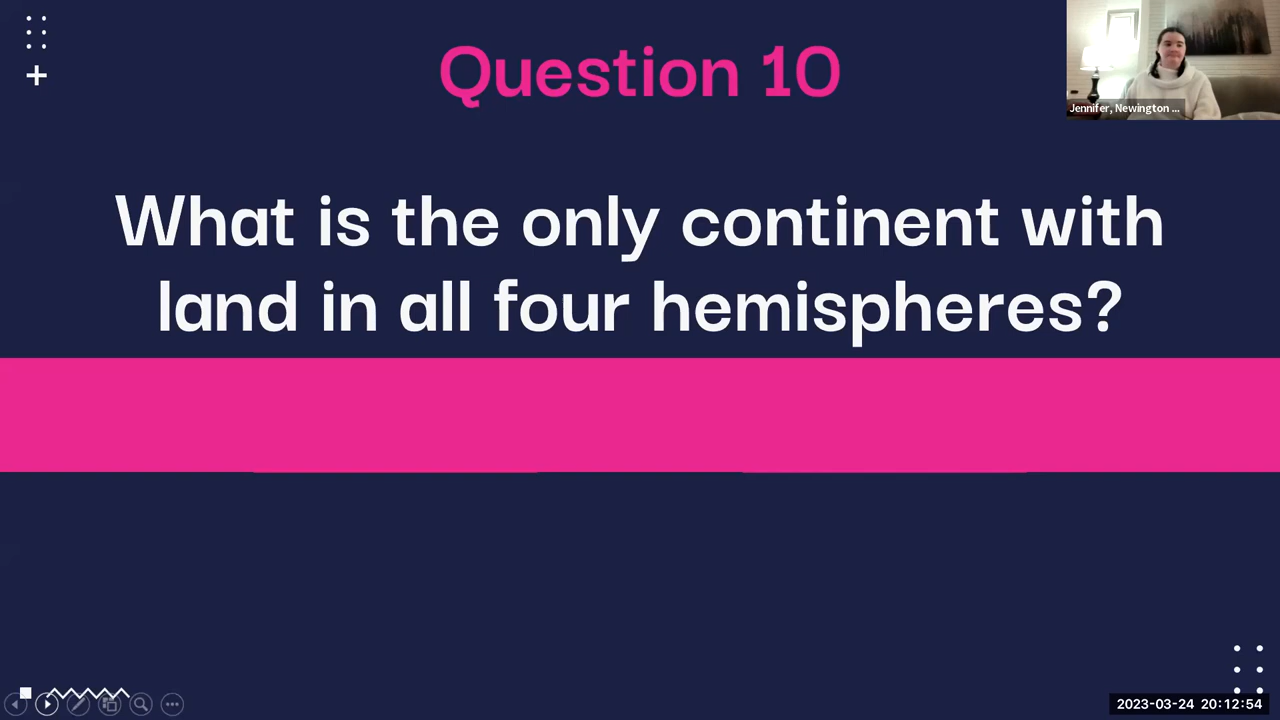 Question 10
Jennifer, Newington ...
What is the only continent with
land in all four hemispheres?
2023-03-24 20:12:54